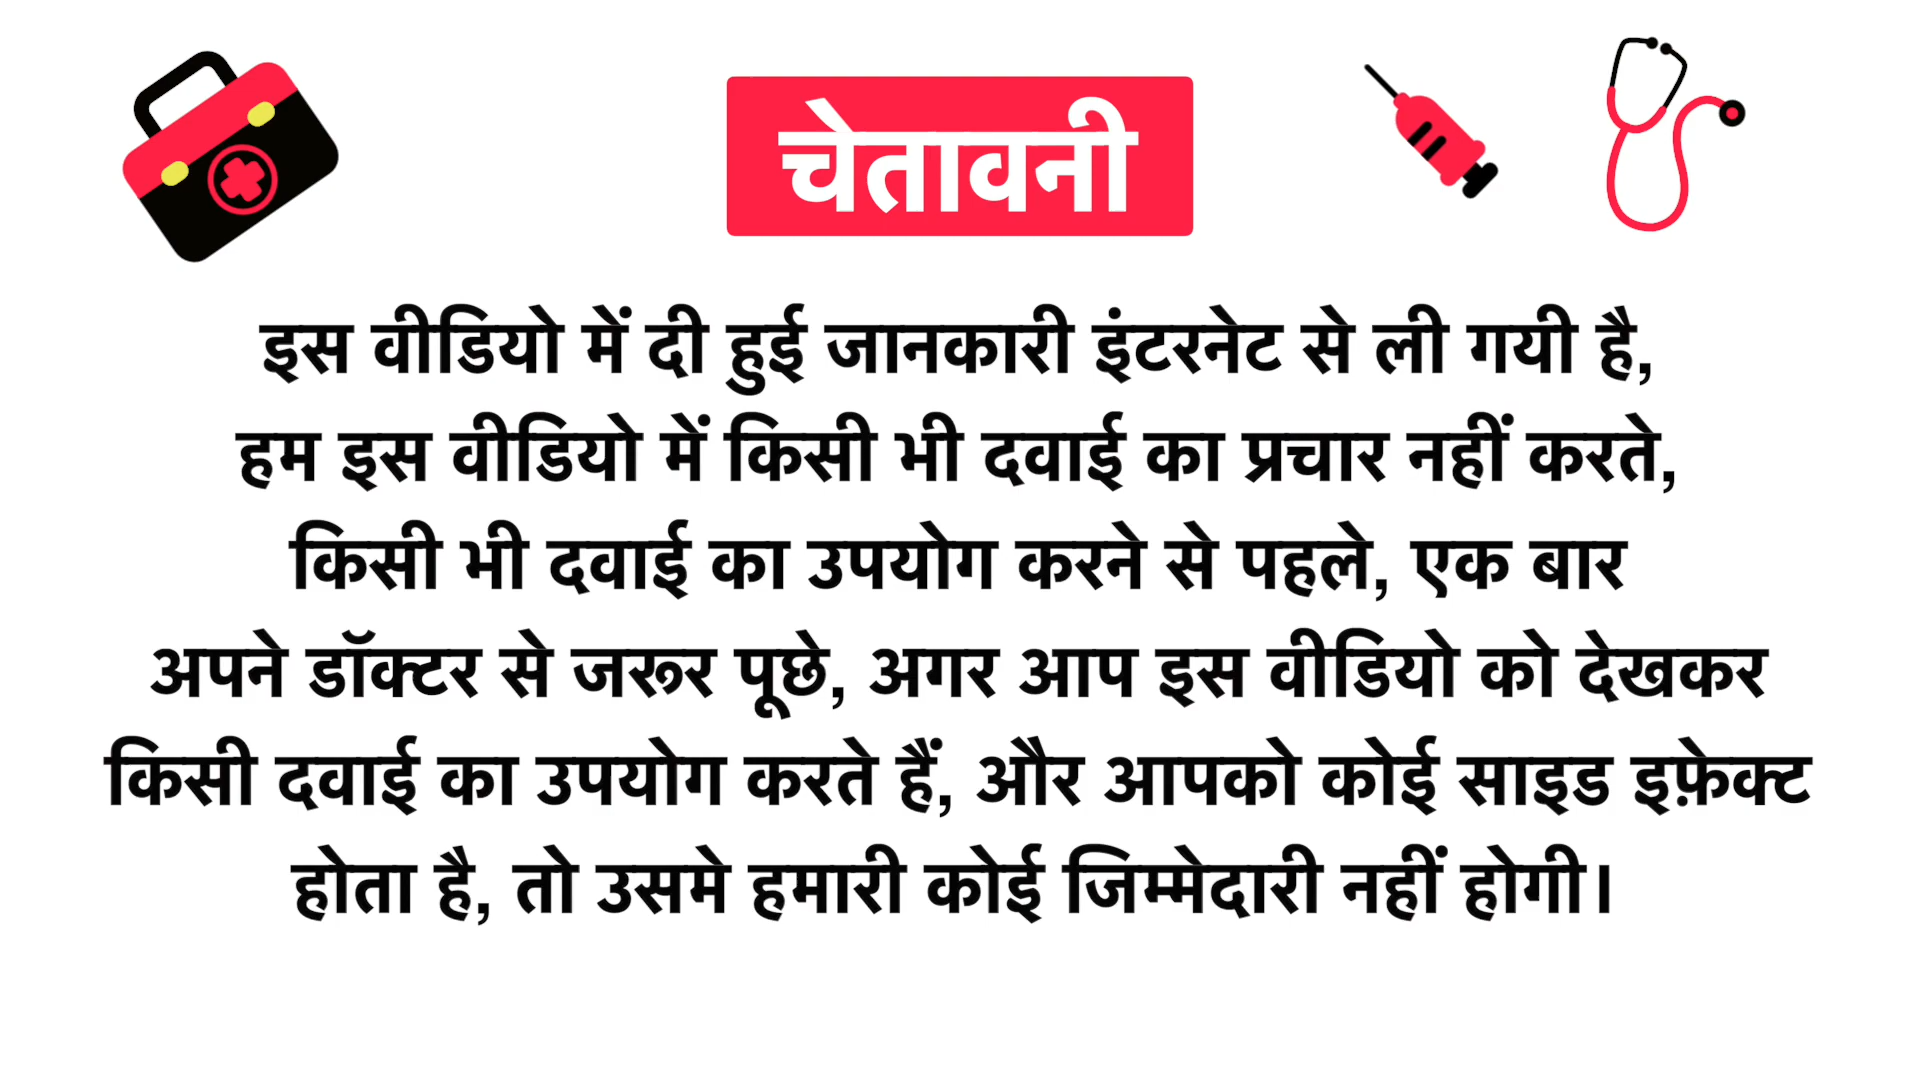 चेतावनी
इस वीडियो में दी हुई जानकारी इंटरनेट से ली गयी है,
हम इस वीडियो में किसी भी दवाई का प्रचार नहीं करते,
किसी भी दवाई का उपयोग करने से पहले, एक बार
अपने डॉक्टर से जरूर पूछे, अगर आप इस वीडियो को देखकर
किसी दवाई का उपयोग करते हैं, और आपको कोई साइड इफ़ेक्ट
होता है, तो उसमे हमारी कोई जिम्मेदारी नहीं होगी।